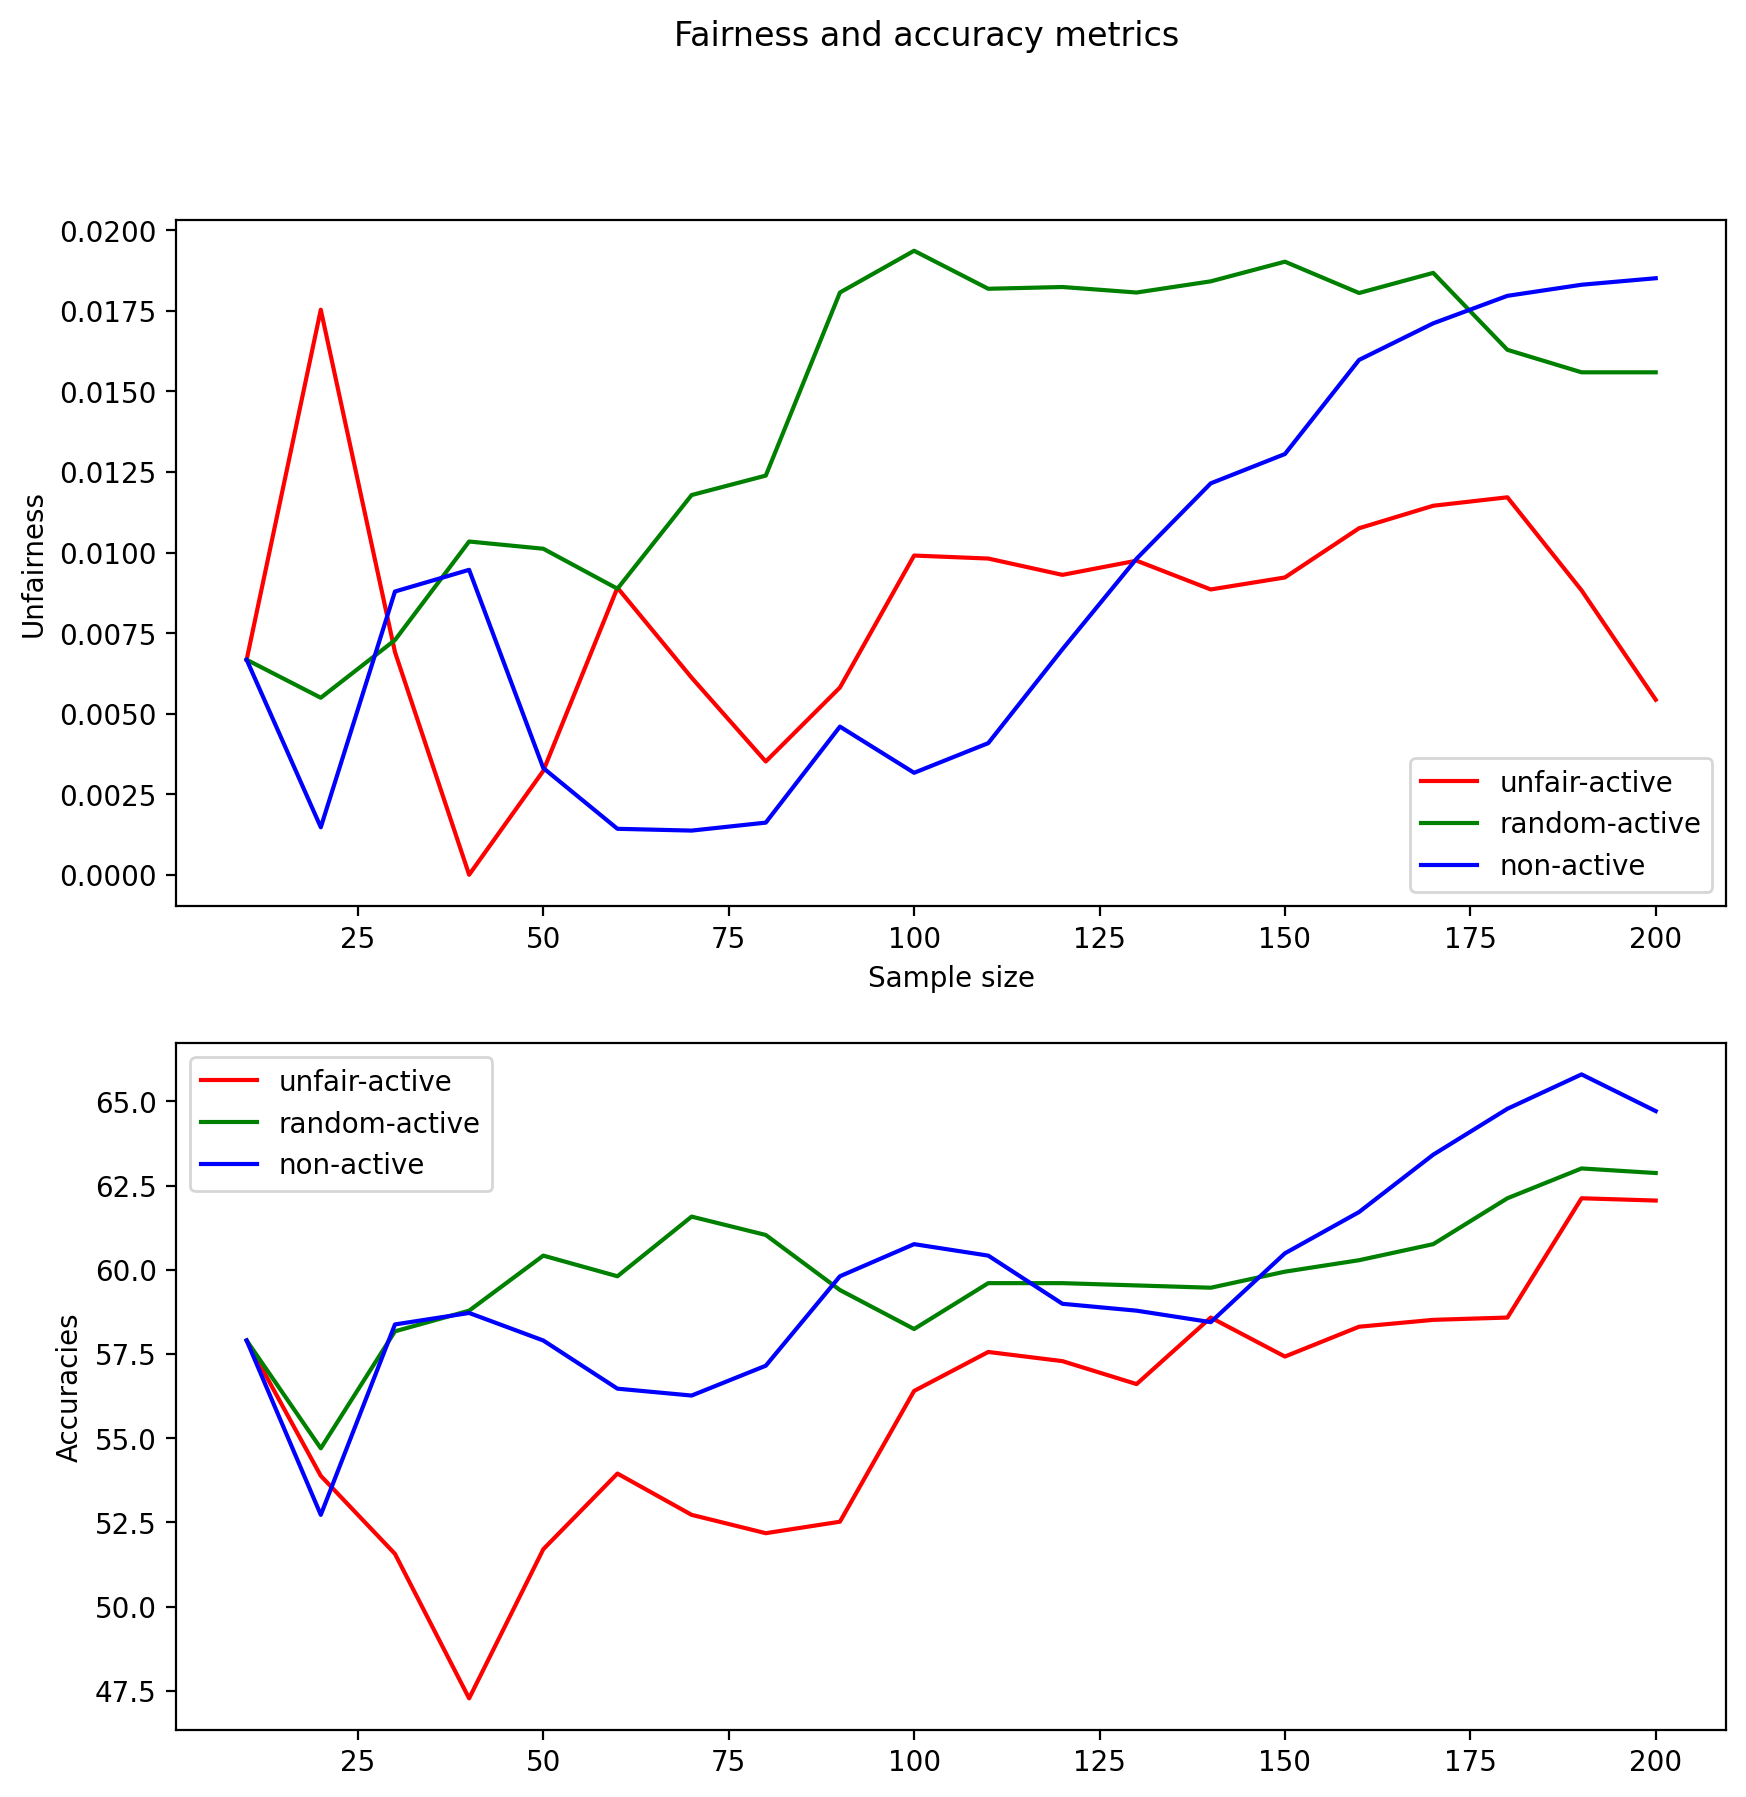 Fairness and accuracy metrics
0.0200
0.0175
0.0150
0.0125
0.0100
0.0075
0.0050
0.0025
0.0000
Unfairness
unfair-active
random-active
non-active
25 50 75 100 125 150 175 200
Sample size
65.0
62.5
60.0
57.5
55.0
52.5
50.0
47.5
Accuracies
unfair-active
random-active
non-active
25 50 75 100 125 150 175 200